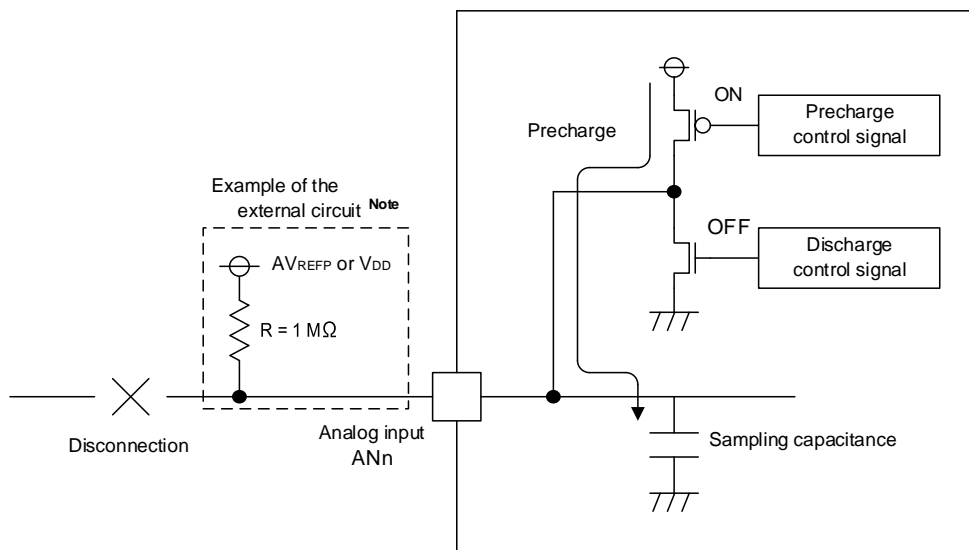 ON
Precharge
control signal
Precharge
Example of the
external circuit Note
OFF
Discharge
control signal
AVREFP or VDD
R = 1 MΩ
Disconnection
Analog input
ANn
Sampling capacitance